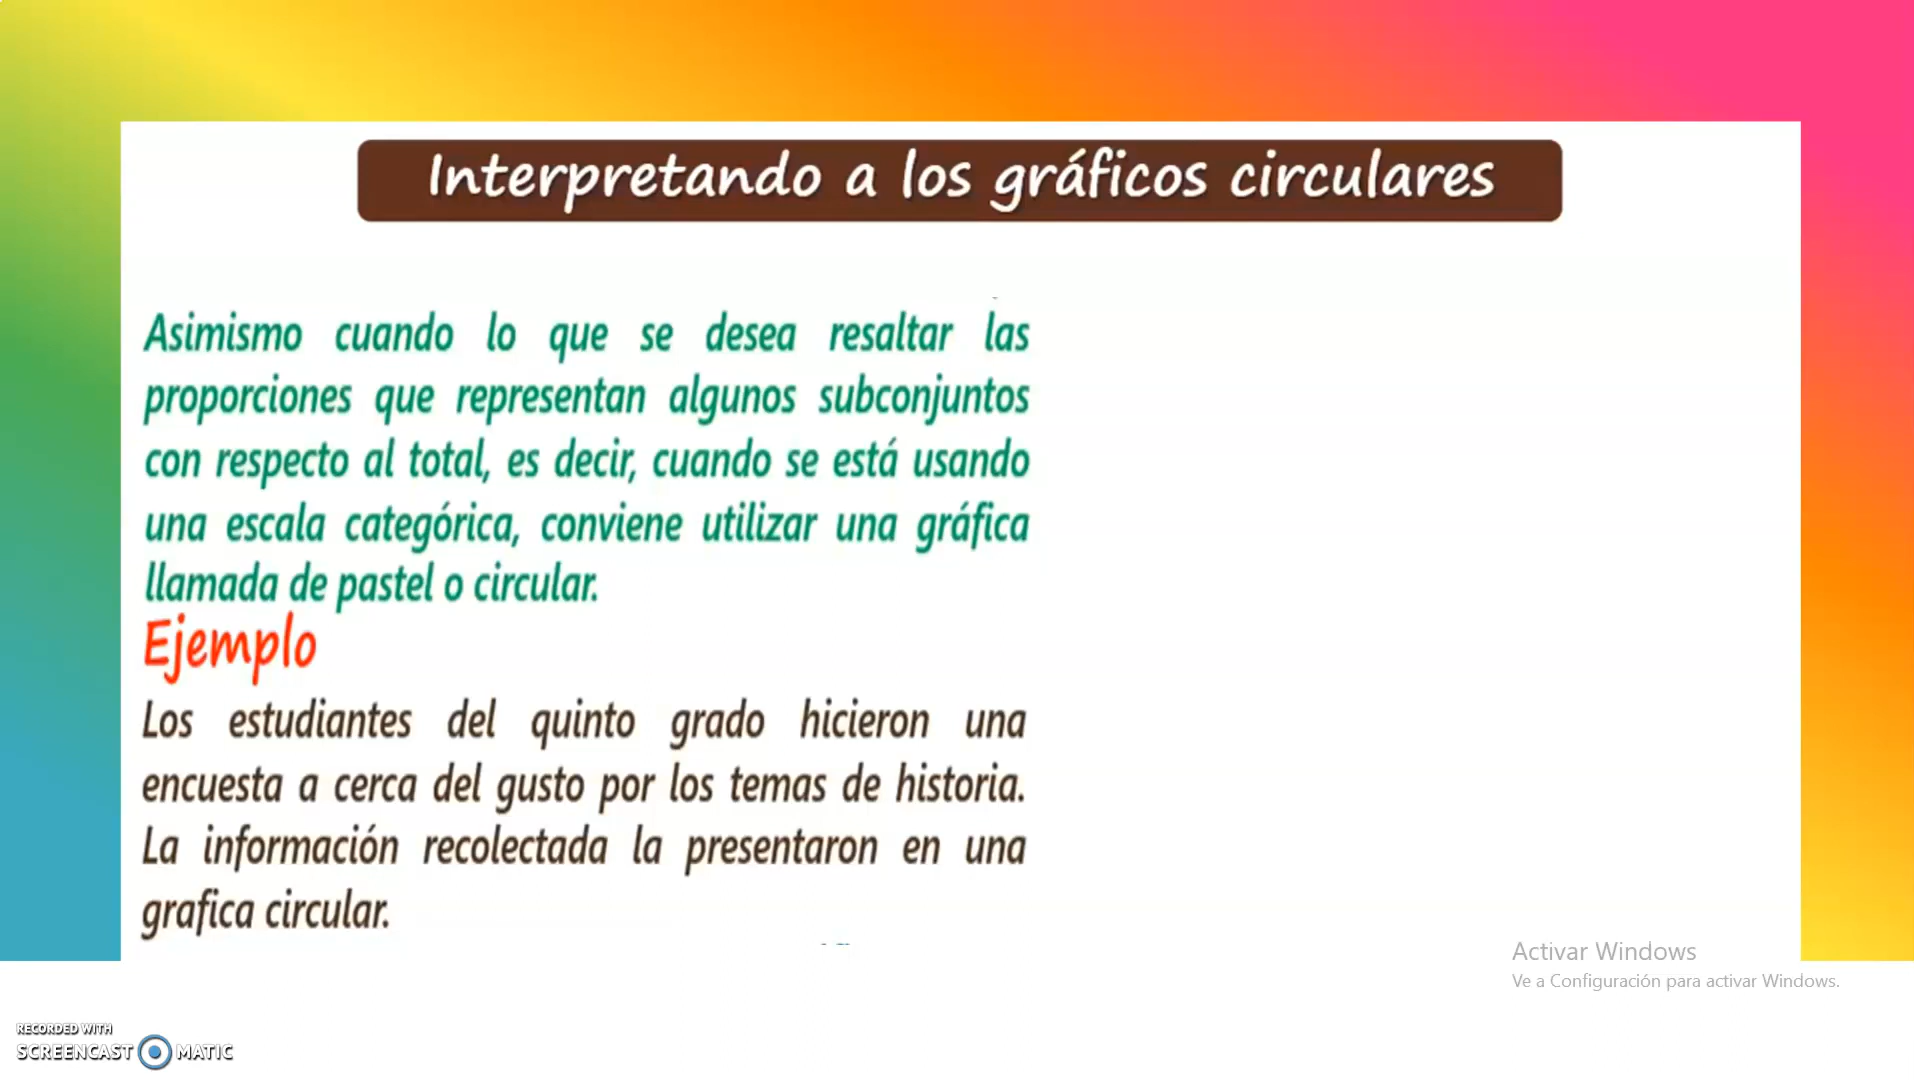 Interpretando a los gráficos circulares
Asimismo cuando lo que se desea resaltar las
proporciones que representan algunos subconjuntos
con respecto al total, es decir, cuando se está usando
una escala categórica, conviene utilizar una gráfica
llamada de pastel o circular.
Ejemplo
Los estudiantes del quinto grado hicieron una
encuesta a cerca del gusto por los temas de historia.
La información recolectada la presentaron en una
grafica circular.
Activar Windows
Ve a Configuración para activar Windows.
RECORDED WITH
SCREENCAST MATIC